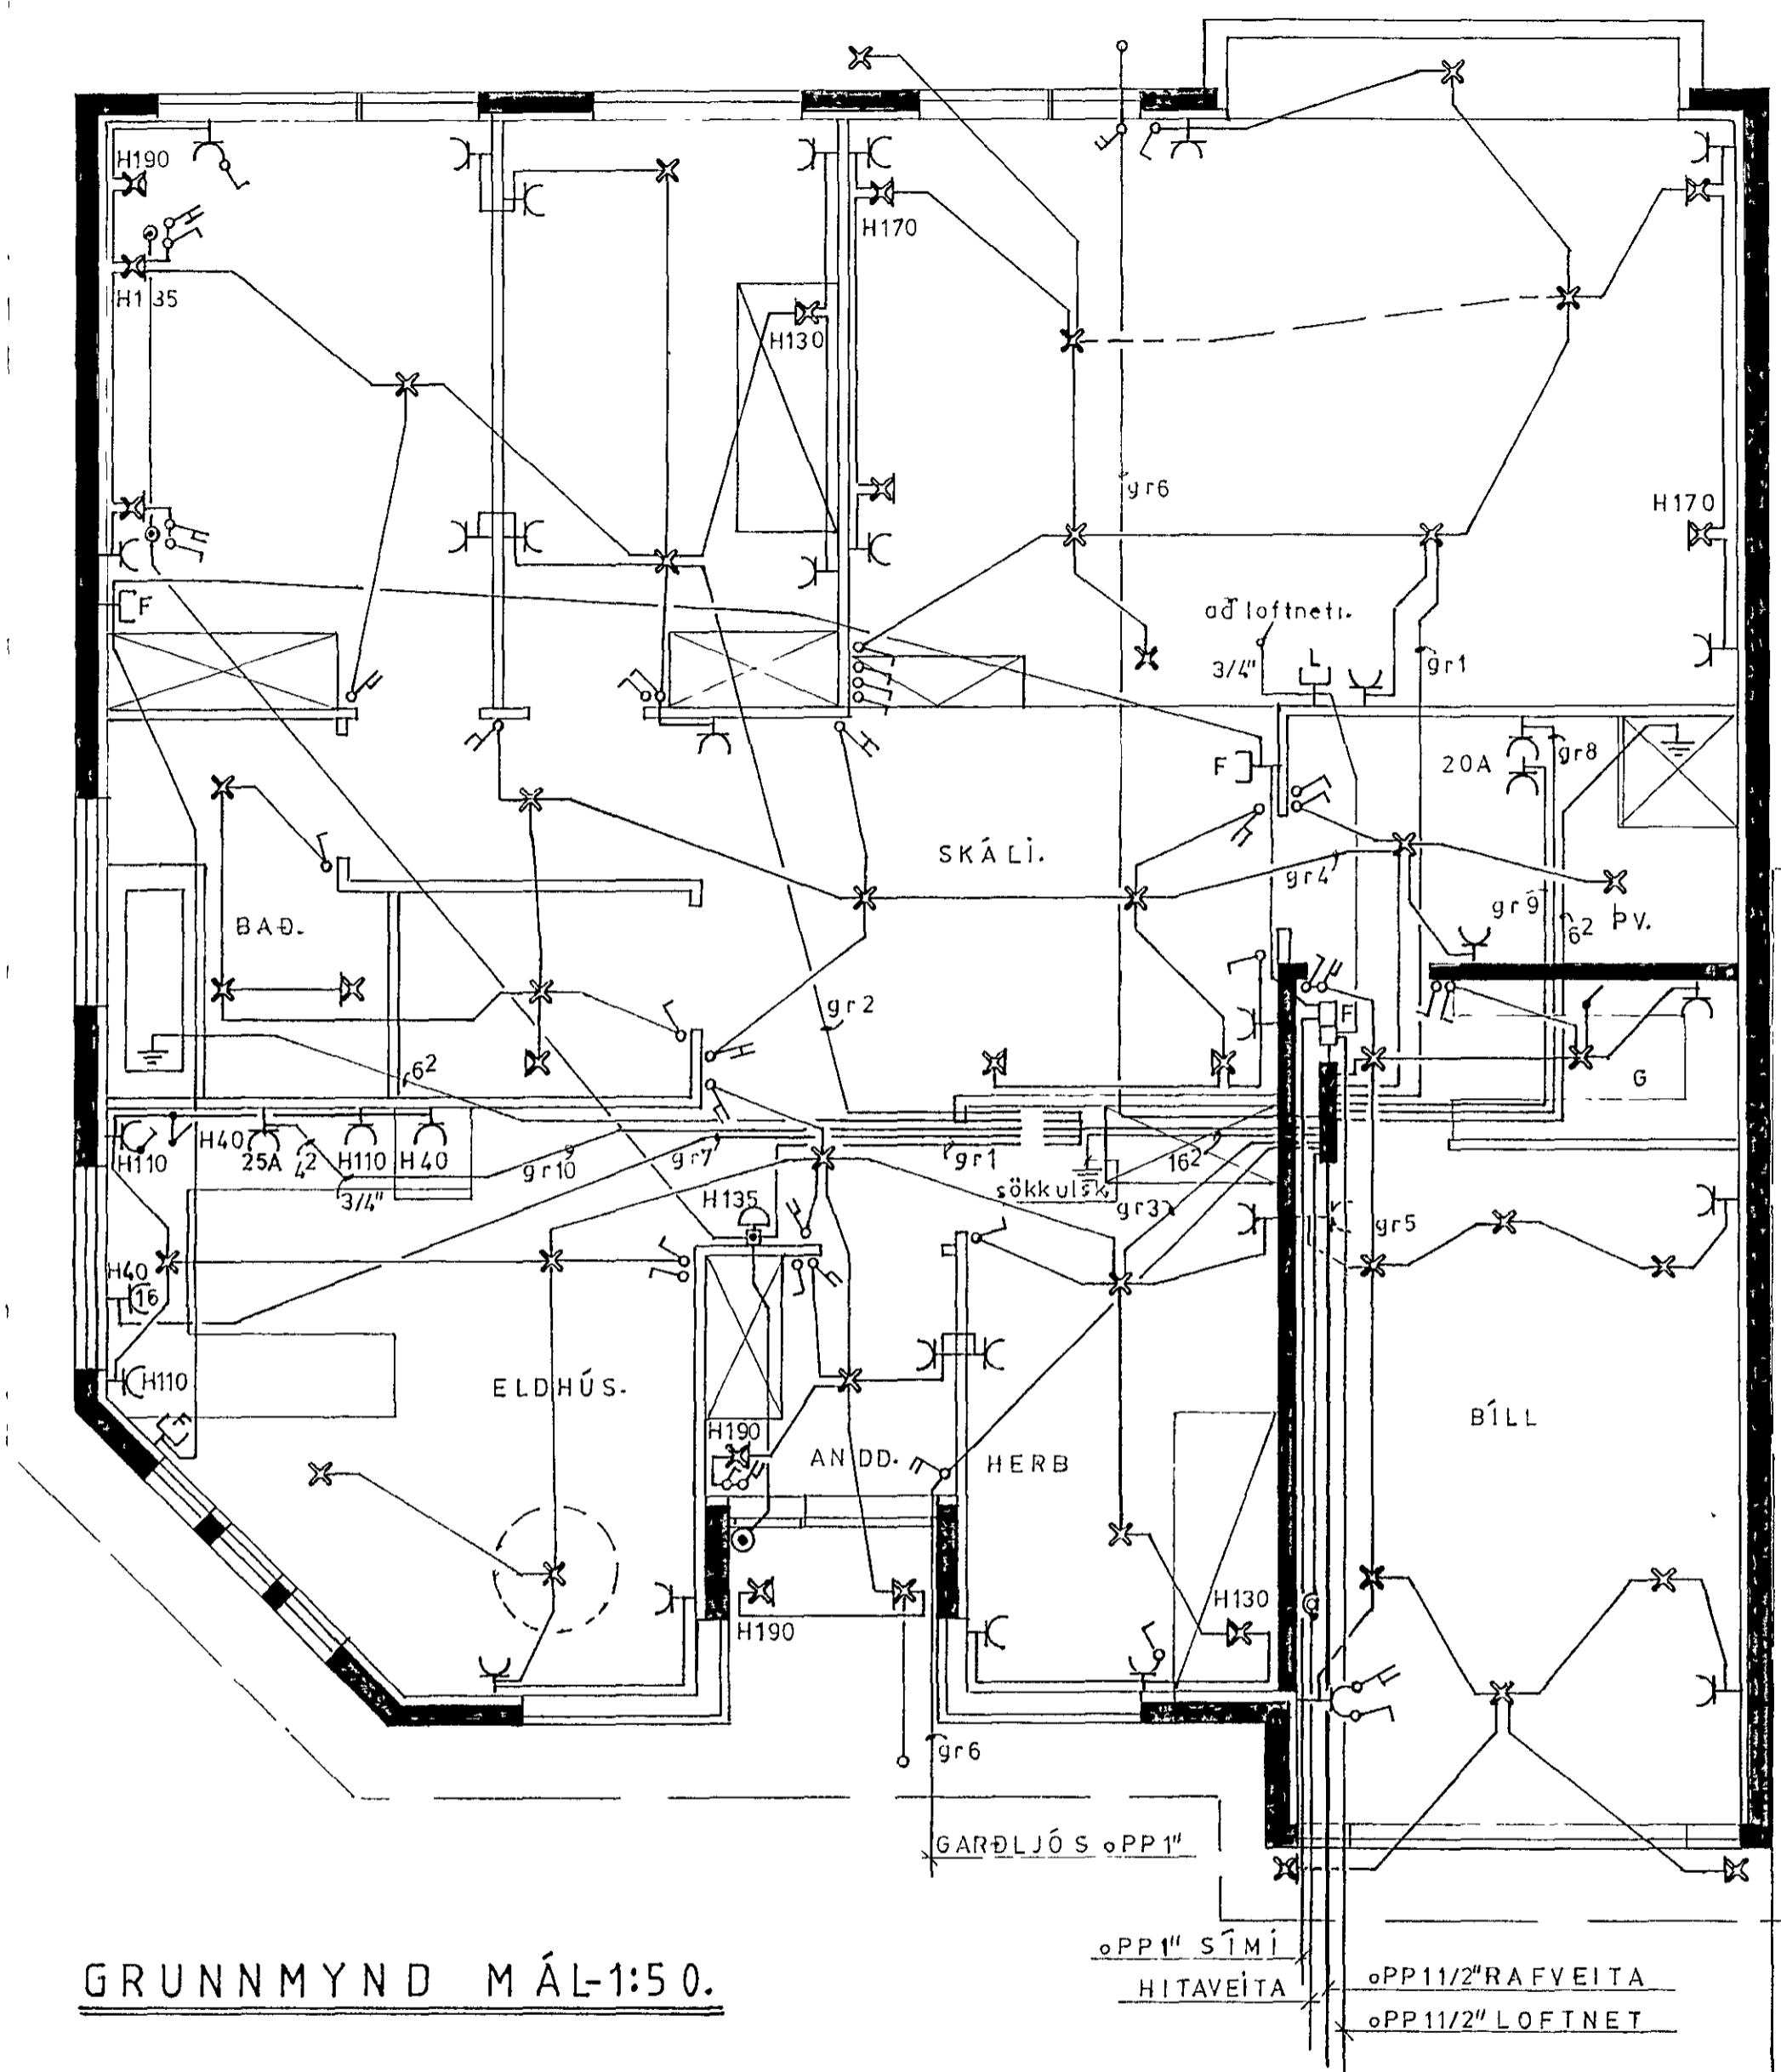 H190
H135
H170
H130
gr6
H170
F
að loftneti.
3/4"
L
gr1
F
20A
gr8
SKÁLI.
gr4
gr9
6²
ÞV.
BAÐ.
gr2
F
6²
G
H110
H40
25A
4²
H110
H40
gr10
gr7
gr1
16²
3/4"
sökkulsk.
H135
gr3
gr5
H40
16
H110
ELDHÚS.
F
H190
ANDD.
HERB
BÍLL
H190
H130
gr6
GARÐLJÓS oPP1"
GRUNNMYND MÁL-1:50.
oPP1" SÍMI
HITAVEITA
oPP11/2" RAFVEITA
oPP11/2" LOFTNET